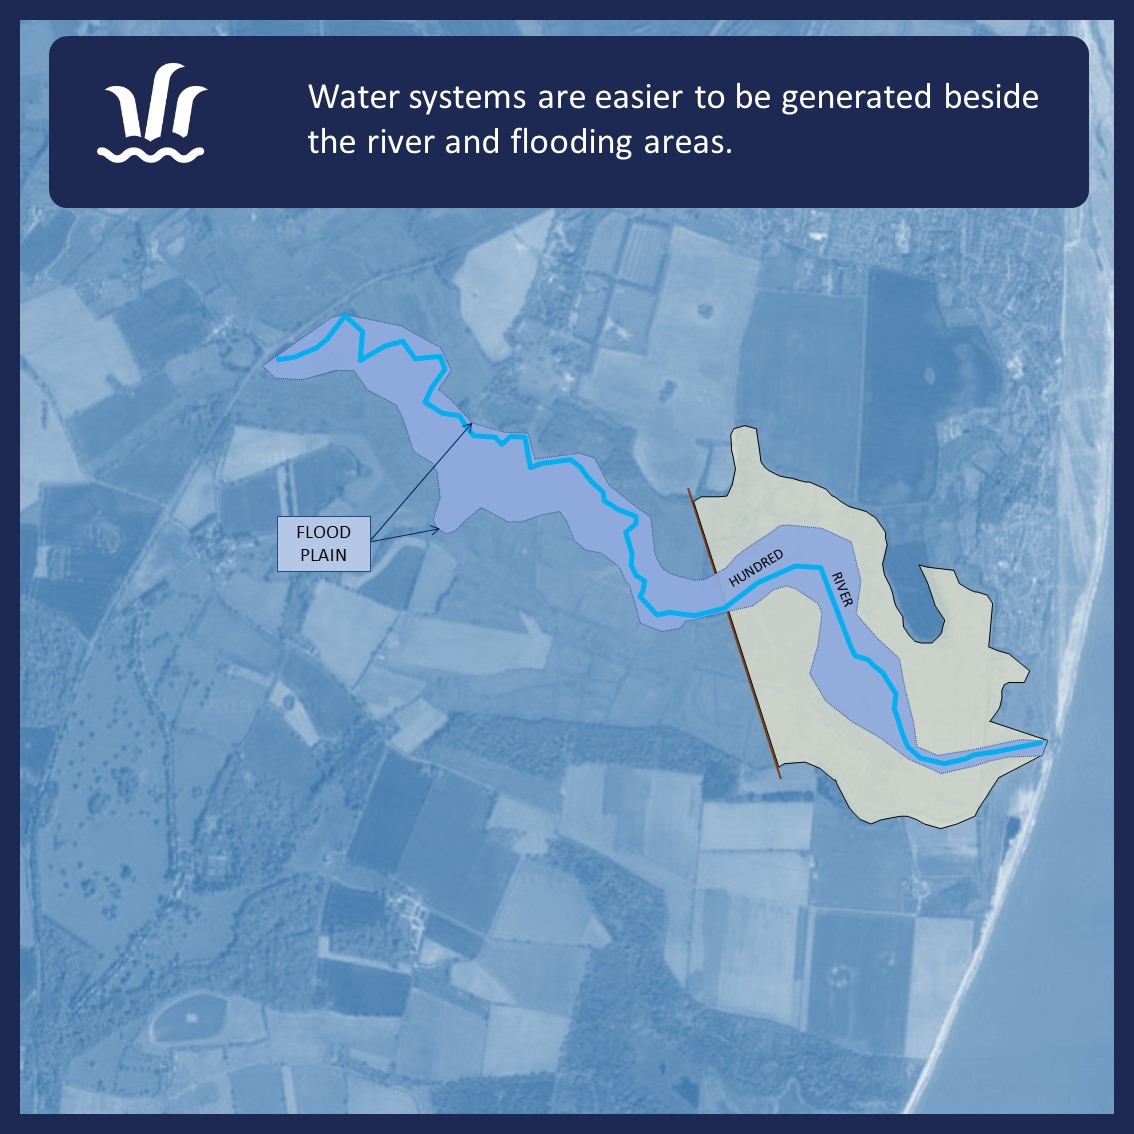 Water systems are easier to be generated beside
the river and flooding areas.
FLOOD
PLAIN
HUNDRED
RIVER